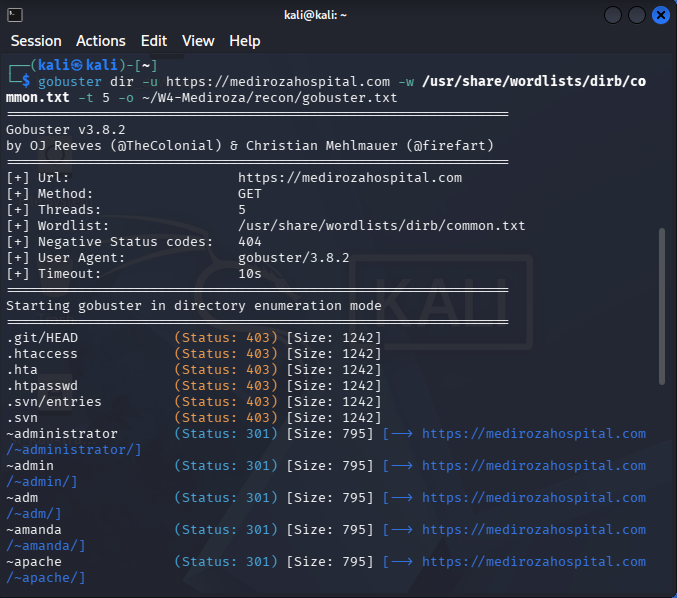 kali@kali: ~
Session Actions Edit View Help
┌──(kali㉿kali)-[~]
└─$ gobuster dir -u https://medirozahospital.com -w /usr/share/wordlists/dirb/co
mmon.txt -t 5 -o ~/W4-Mediroza/recon/gobuster.txt
===============================================================
Gobuster v3.8.2
by OJ Reeves (@TheColonial) & Christian Mehlmauer (@firefart)
===============================================================
[+] Url: https://medirozahospital.com
[+] Method: GET
[+] Threads: 5
[+] Wordlist: /usr/share/wordlists/dirb/common.txt
[+] Negative Status codes: 404
[+] User Agent: gobuster/3.8.2
[+] Timeout: 10s
===============================================================
Starting gobuster in directory enumeration mode
===============================================================
.git/HEAD (Status: 403) [Size: 1242]
.htaccess (Status: 403) [Size: 1242]
.hta (Status: 403) [Size: 1242]
.htpasswd (Status: 403) [Size: 1242]
.svn/entries (Status: 403) [Size: 1242]
.svn (Status: 403) [Size: 1242]
~administrator (Status: 301) [Size: 795] [--> https://medirozahospital.com
/~administrator/]
~admin (Status: 301) [Size: 795] [--> https://medirozahospital.com
/~admin/]
~adm (Status: 301) [Size: 795] [--> https://medirozahospital.com
/~adm/]
~amanda (Status: 301) [Size: 795] [--> https://medirozahospital.com
/~amanda/]
~apache (Status: 301) [Size: 795] [--> https://medirozahospital.com
/~apache/]
KALI